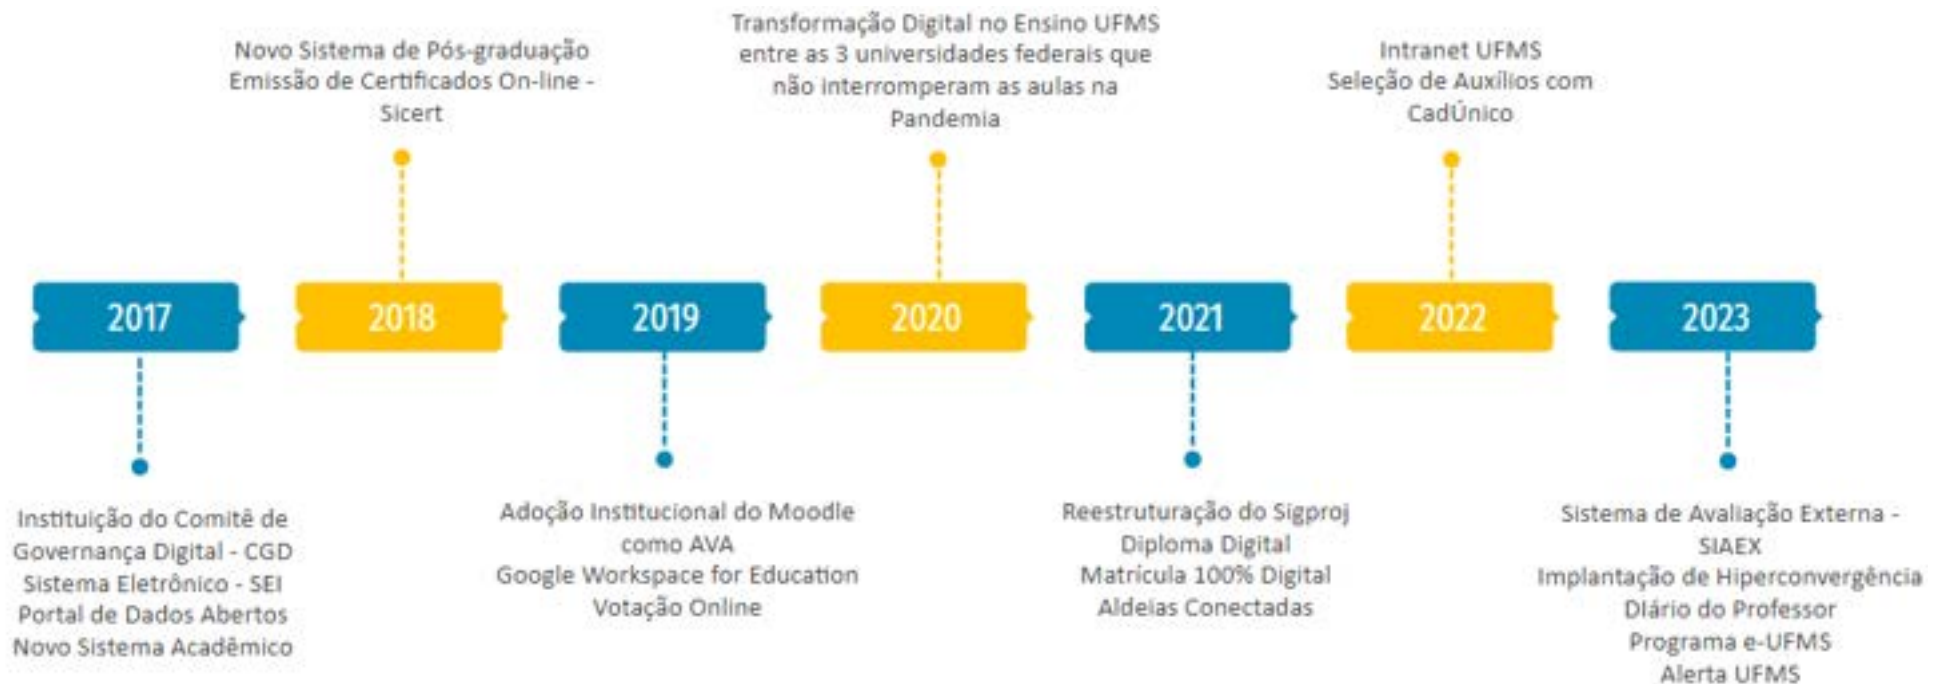 Novo Sistema de Pós-graduação
Emissão de Certificados On-line -
Sicert
Transformação Digital no Ensino UFMS
entre as 3 universidades federais que
não interromperam as aulas na
Pandemia
Intranet UFMS
Seleção de Auxílios com
CadÚnico
2017
2018
2019
2020
2021
2022
2023
Instituição do Comitê de
Governança Digital - CGD
Sistema Eletrônico - SEI
Portal de Dados Abertos
Novo Sistema Acadêmico
Adoção Institucional do Moodle
como AVA
Google Workspace for Education
Votação Online
Reestruturação do Sigproj
Diploma Digital
Matrícula 100% Digital
Aldeias Conectadas
Sistema de Avaliação Externa -
SIAEX
Implantação de Hiperconvergência
Diário do Professor
Programa e-UFMS
Alerta UFMS